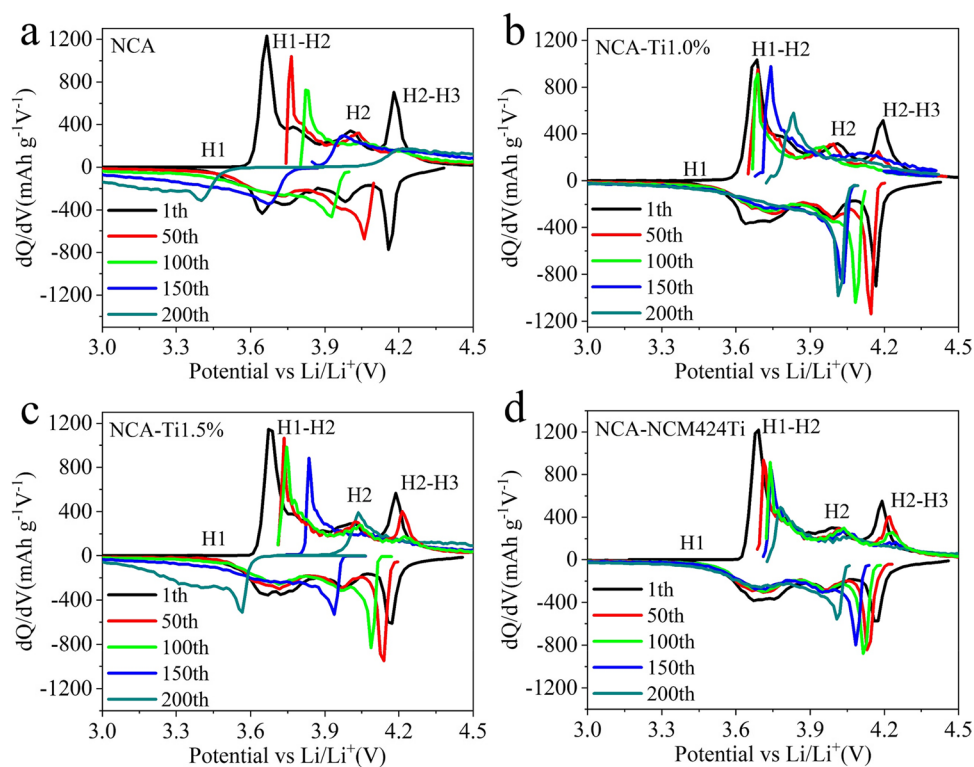 a
NCA
H1-H2
H2-H3
H2
H1
1200
800
400
0
-400
-800
-1200
dQ/dV(mAh g⁻¹V⁻¹)
1th
50th
100th
150th
200th
3.0 3.3 3.6 3.9 4.2 4.5
Potential vs Li/Li⁺(V)
b
NCA-Ti1.0%
H1-H2
H2-H3
H2
H1
1200
800
400
0
-400
-800
-1200
dQ/dV(mAh g⁻¹V⁻¹)
1th
50th
100th
150th
200th
3.0 3.3 3.6 3.9 4.2 4.5
Potential vs Li/Li⁺(V)
c
NCA-Ti1.5%
H1-H2
H2-H3
H2
H1
1200
800
400
0
-400
-800
-1200
dQ/dV(mAh g⁻¹V⁻¹)
1th
50th
100th
150th
200th
3.0 3.3 3.6 3.9 4.2 4.5
Potential vs Li/Li⁺(V)
d
NCA-NCM424Ti
H1-H2
H2-H3
H2
H1
1200
800
400
0
-400
-800
-1200
dQ/dV(mAh g⁻¹V⁻¹)
1th
50th
100th
150th
200th
3.0 3.3 3.6 3.9 4.2 4.5
Potential vs Li/Li⁺(V)